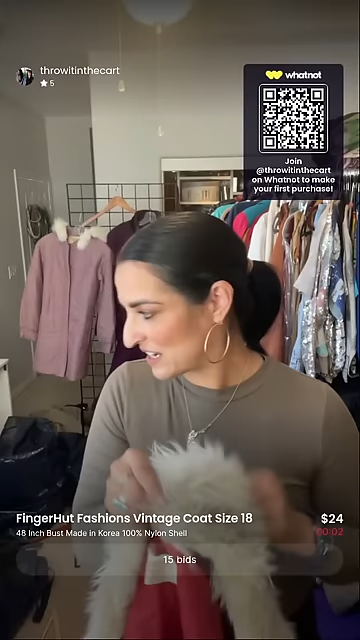 throwitinthecart
★ 5
whatnot
Join
@throwitinthecart
on Whatnot to make
your first purchase!
FingerHut Fashions Vintage Coat Size 18
$24
48 Inch Bust Made in Korea 100% Nylon Shell
00:02
15 bids